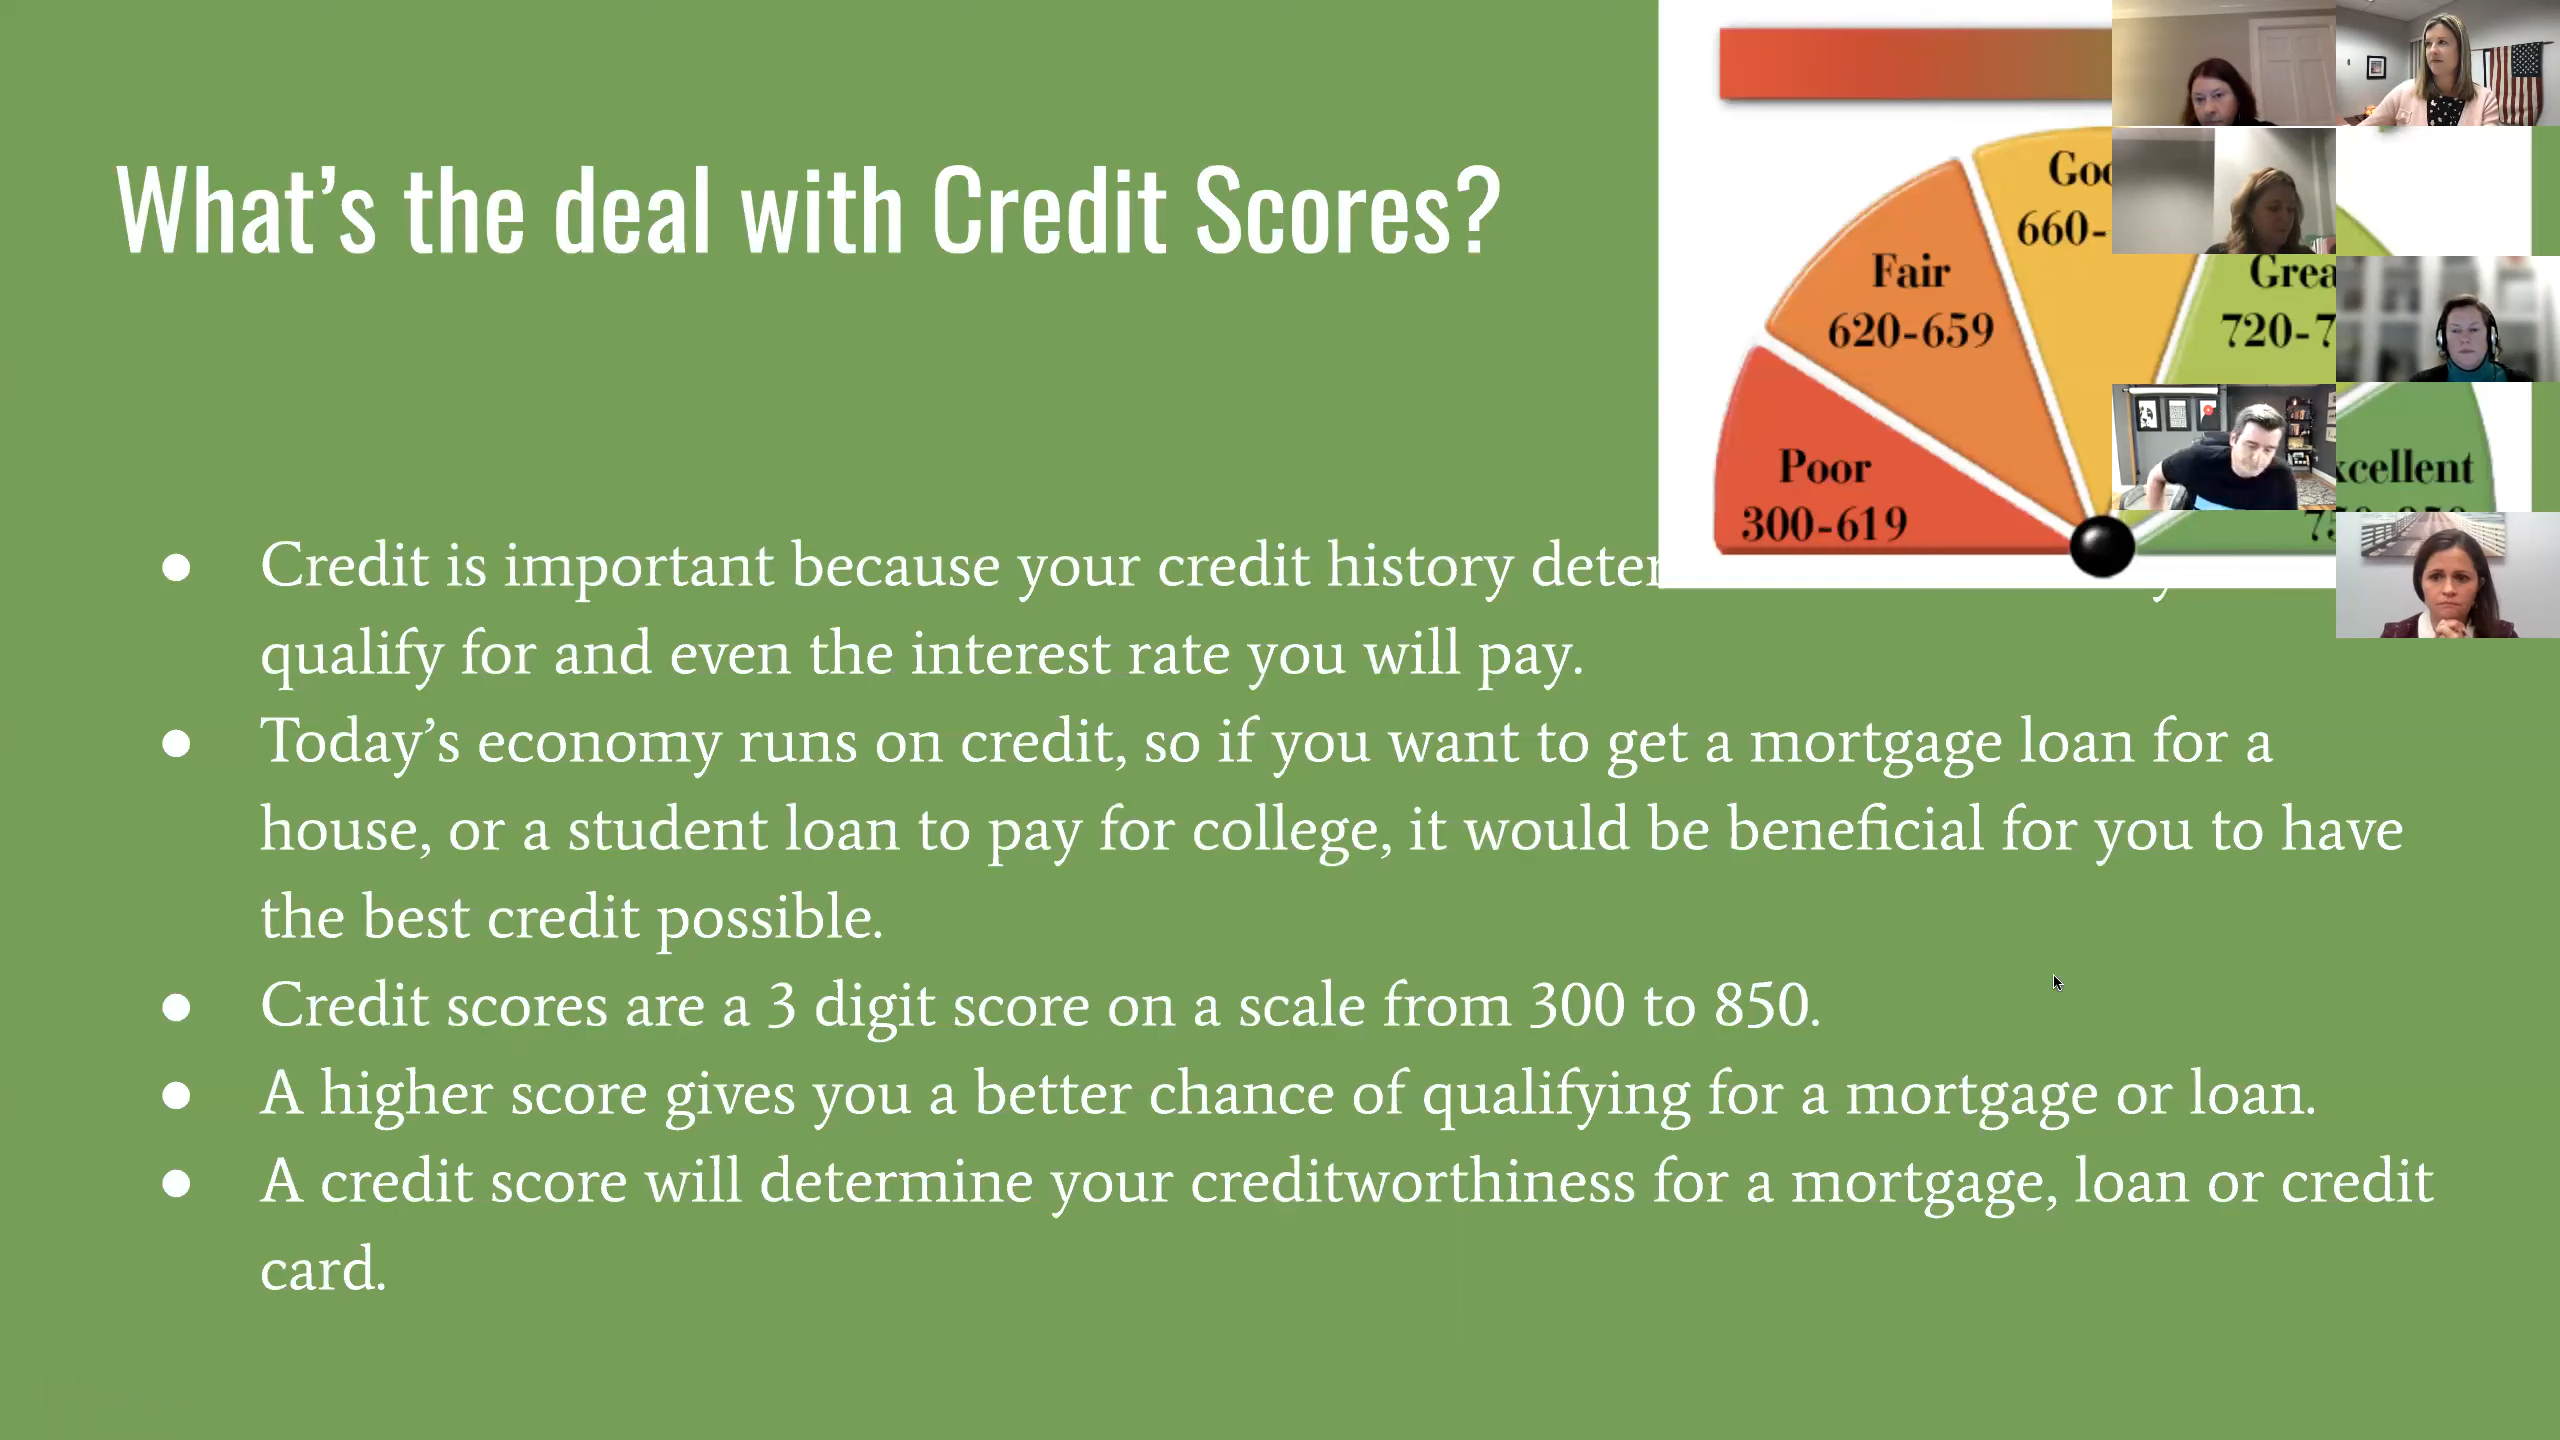 What’s the deal with Credit Scores?
Fair
620-659
Poor
300-619
660-
● Credit is important because your credit history
qualify for and even the interest rate you will pay.
● Today’s economy runs on credit, so if you want to get a mortgage loan for a
house, or a student loan to pay for college, it would be beneficial for you to have
the best credit possible.
● Credit scores are a 3 digit score on a scale from 300 to 850.
● A higher score gives you a better chance of qualifying for a mortgage or loan.
● A credit score will determine your creditworthiness for a mortgage, loan or credit
card.